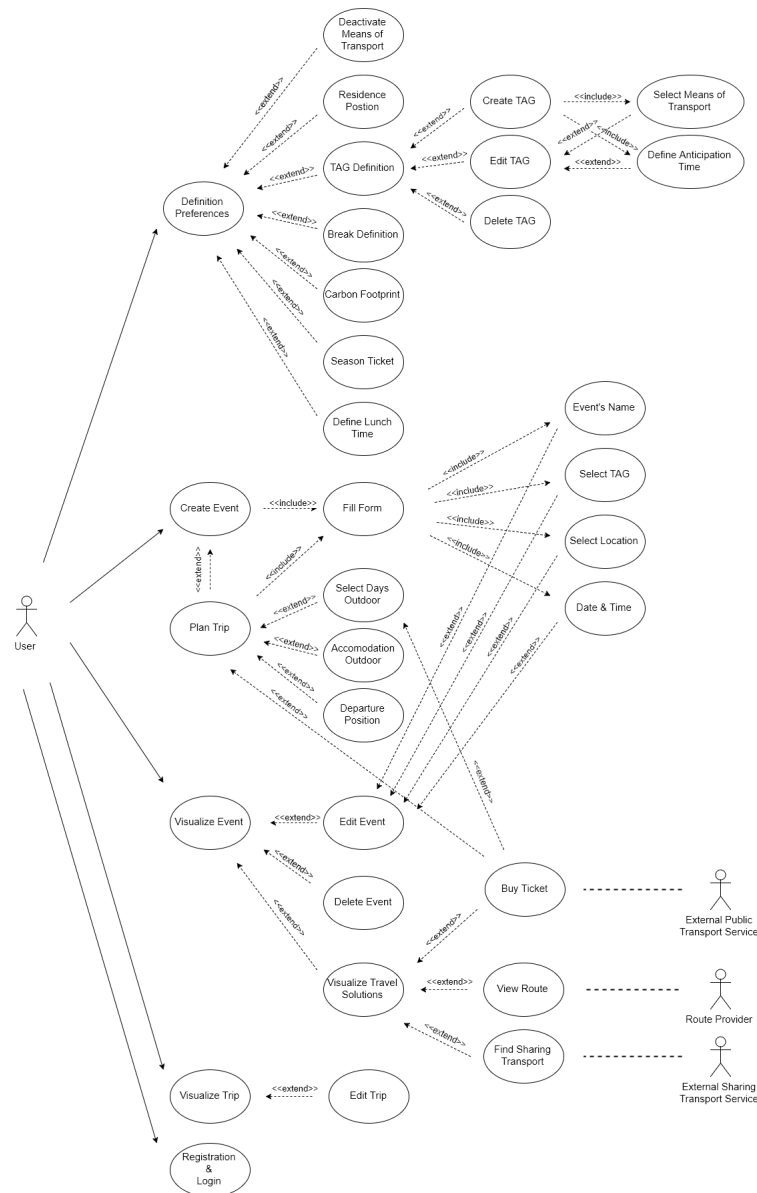 Deactivate
Means of
Transport
<<extend>>
Residence
Postion
<<extend>>
Create TAG
<<include>>
Select Means of
Transport
<<extend>>
<<extend>>
<<include>>
TAG Definition
<<extend>>
Edit TAG
<<extend>>
<<extend>>
Define Anticipation
Time
Definition
Preferences
<<extend>>
Delete TAG
<<extend>>
Break Definition
<<extend>>
Carbon Footprint
<<extend>>
Season Ticket
<<extend>>
Define Lunch
Time
Event's Name
<<include>>
Select TAG
<<include>>
Create Event
<<include>>
Fill Form
<<include>>
Select Location
<<include>>
<<extend>>
<<include>>
Select Days
Outdoor
<<extend>>
Date & Time
Plan Trip
<<extend>>
Accomodation
Outdoor
<<extend>>
<<extend>>
<<extend>>
<<extend>>
<<extend>>
User
<<extend>>
Departure
Position
<<extend>>
<<extend>>
Visualize Event
<<extend>>
Edit Event
<<extend>>
Delete Event
Buy Ticket
External Public
Transport Service
<<extend>>
<<extend>>
Visualize Travel
Solutions
<<extend>>
View Route
Route Provider
<<extend>>
Find Sharing
Transport
External Sharing
Transport Service
Visualize Trip
<<extend>>
Edit Trip
Registration
&
Login